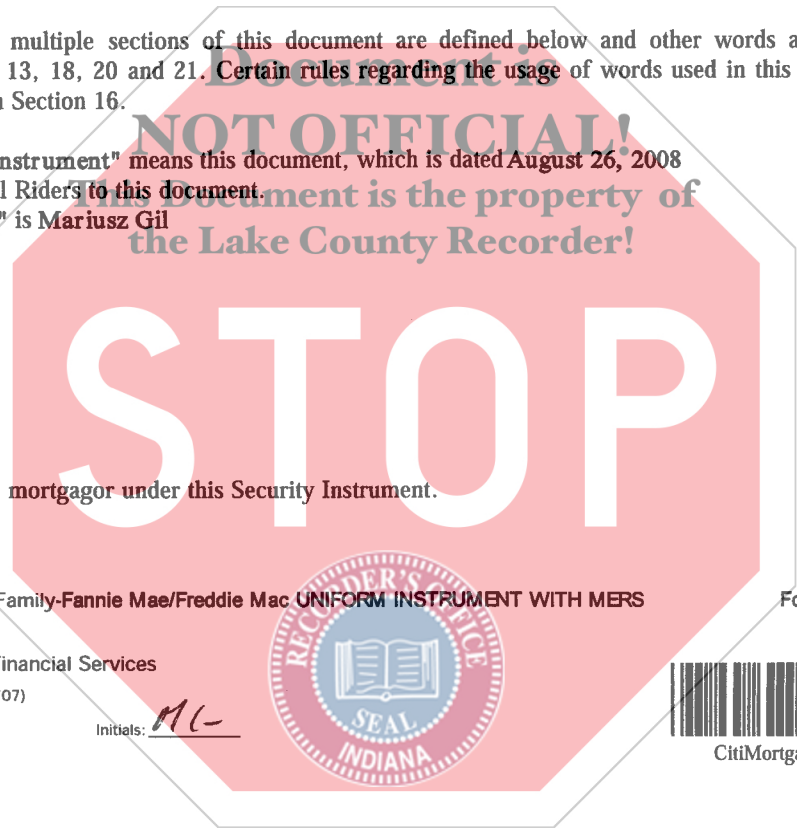 multiple sections of this document are defined below and other words a
13, 18, 20 and 21. Certain rules regarding the usage of words used in this
Section 16.
Document is
NOT OFFICIAL!
This Document is the property of
the Lake County Recorder!
nstrument" means this document, which is dated August 26, 2008
l Riders to this document.
" is Mariusz Gil
STOP
mortgagor under this Security Instrument.
Family-Fannie Mae/Freddie Mac UNIFORM INSTRUMENT WITH MERS
Fo
inancial Services
07)
Initials: MG
RECORDER'S OFFICE
SEAL
INDIANA
CitiMortga